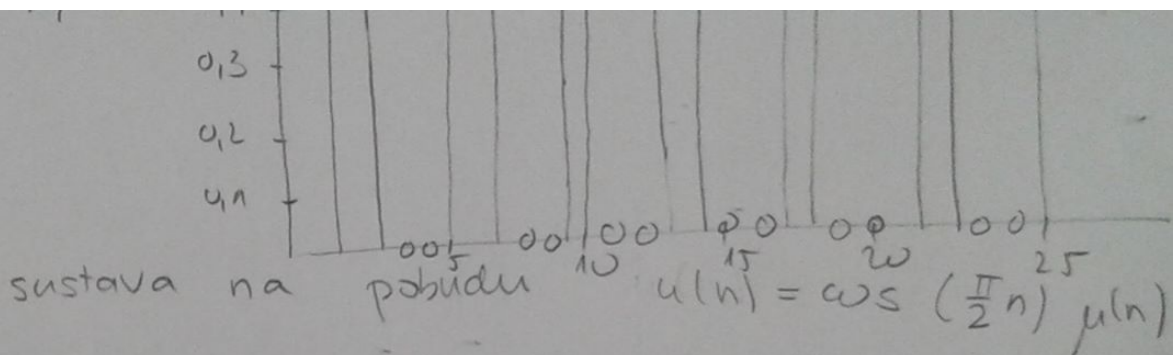 0,3
0,2
0,1
5 10 15 20 25
sustava na pobudu u(n) = cos (π/2 n) μ(n)